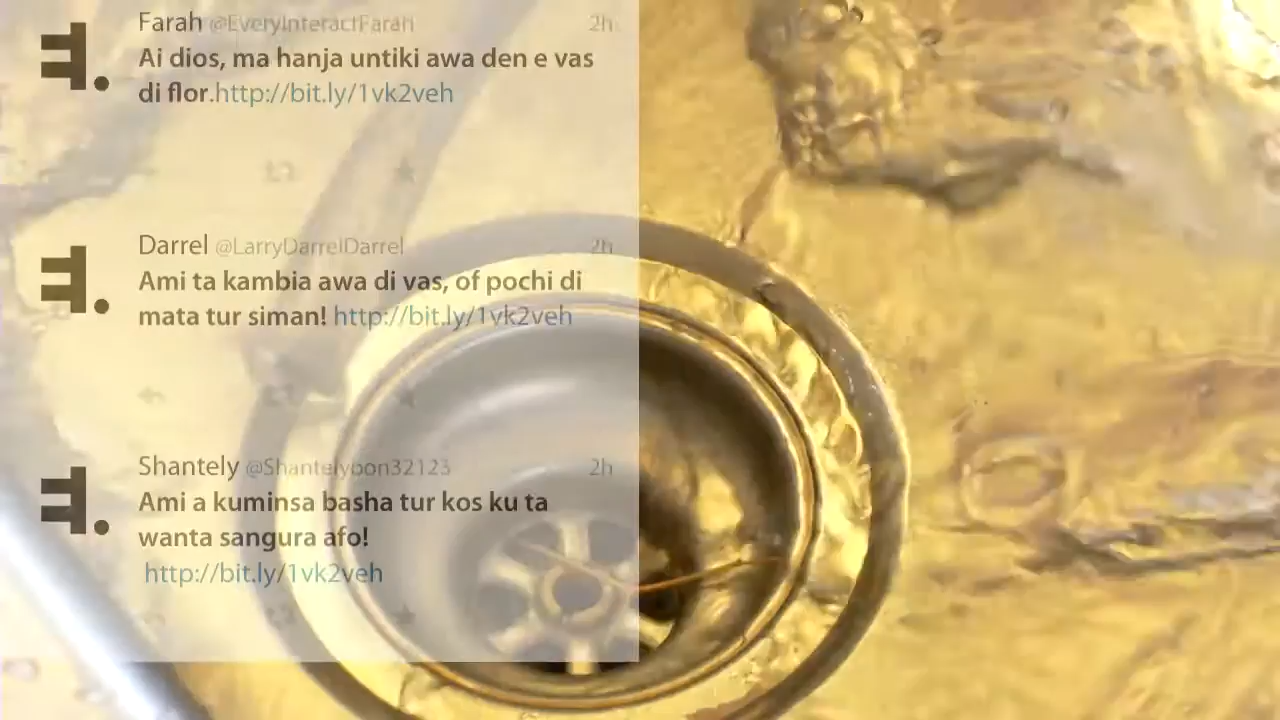 Farah @EveryInteractFarah 2h
Ai dios, ma hanja untiki awa den e vas
di flor.http://bit.ly/1vk2veh
Darrel @LarryDarrelDarrel 2h
Ami ta kambia awa di vas, of pochi di
mata tur siman! http://bit.ly/1vk2veh
Shantely @Shantelybon32123 2h
Ami a kuminsa basha tur kos ku ta
wanta sangura afo!
http://bit.ly/1vk2veh